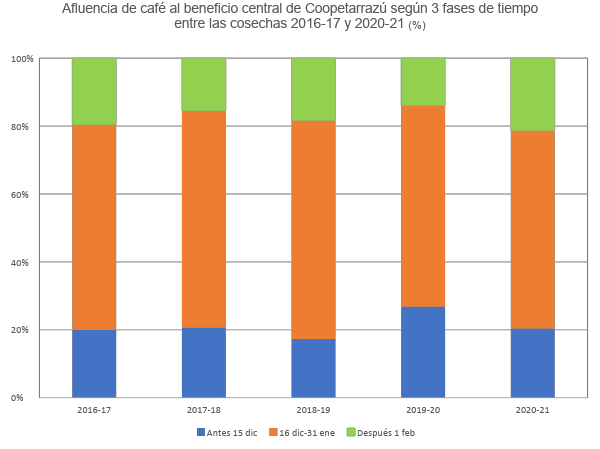 Afluencia de café al beneficio central de Coopetarrazú según 3 fases de tiempo
entre las cosechas 2016-17 y 2020-21 (%)
100%
80%
60%
40%
20%
0%
2016-17 2017-18 2018-19 2019-20 2020-21
Antes 15 dic 16 dic-31 ene Después 1 feb